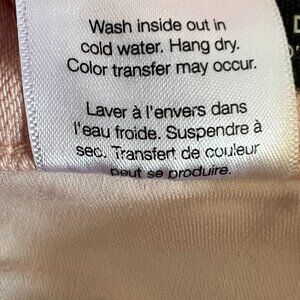 Wash inside out in
cold water. Hang dry.
Color transfer may occur.
Laver à l'envers dans
l'eau froide. Suspendre à
sec. Transfert de couleur
peut se produire.